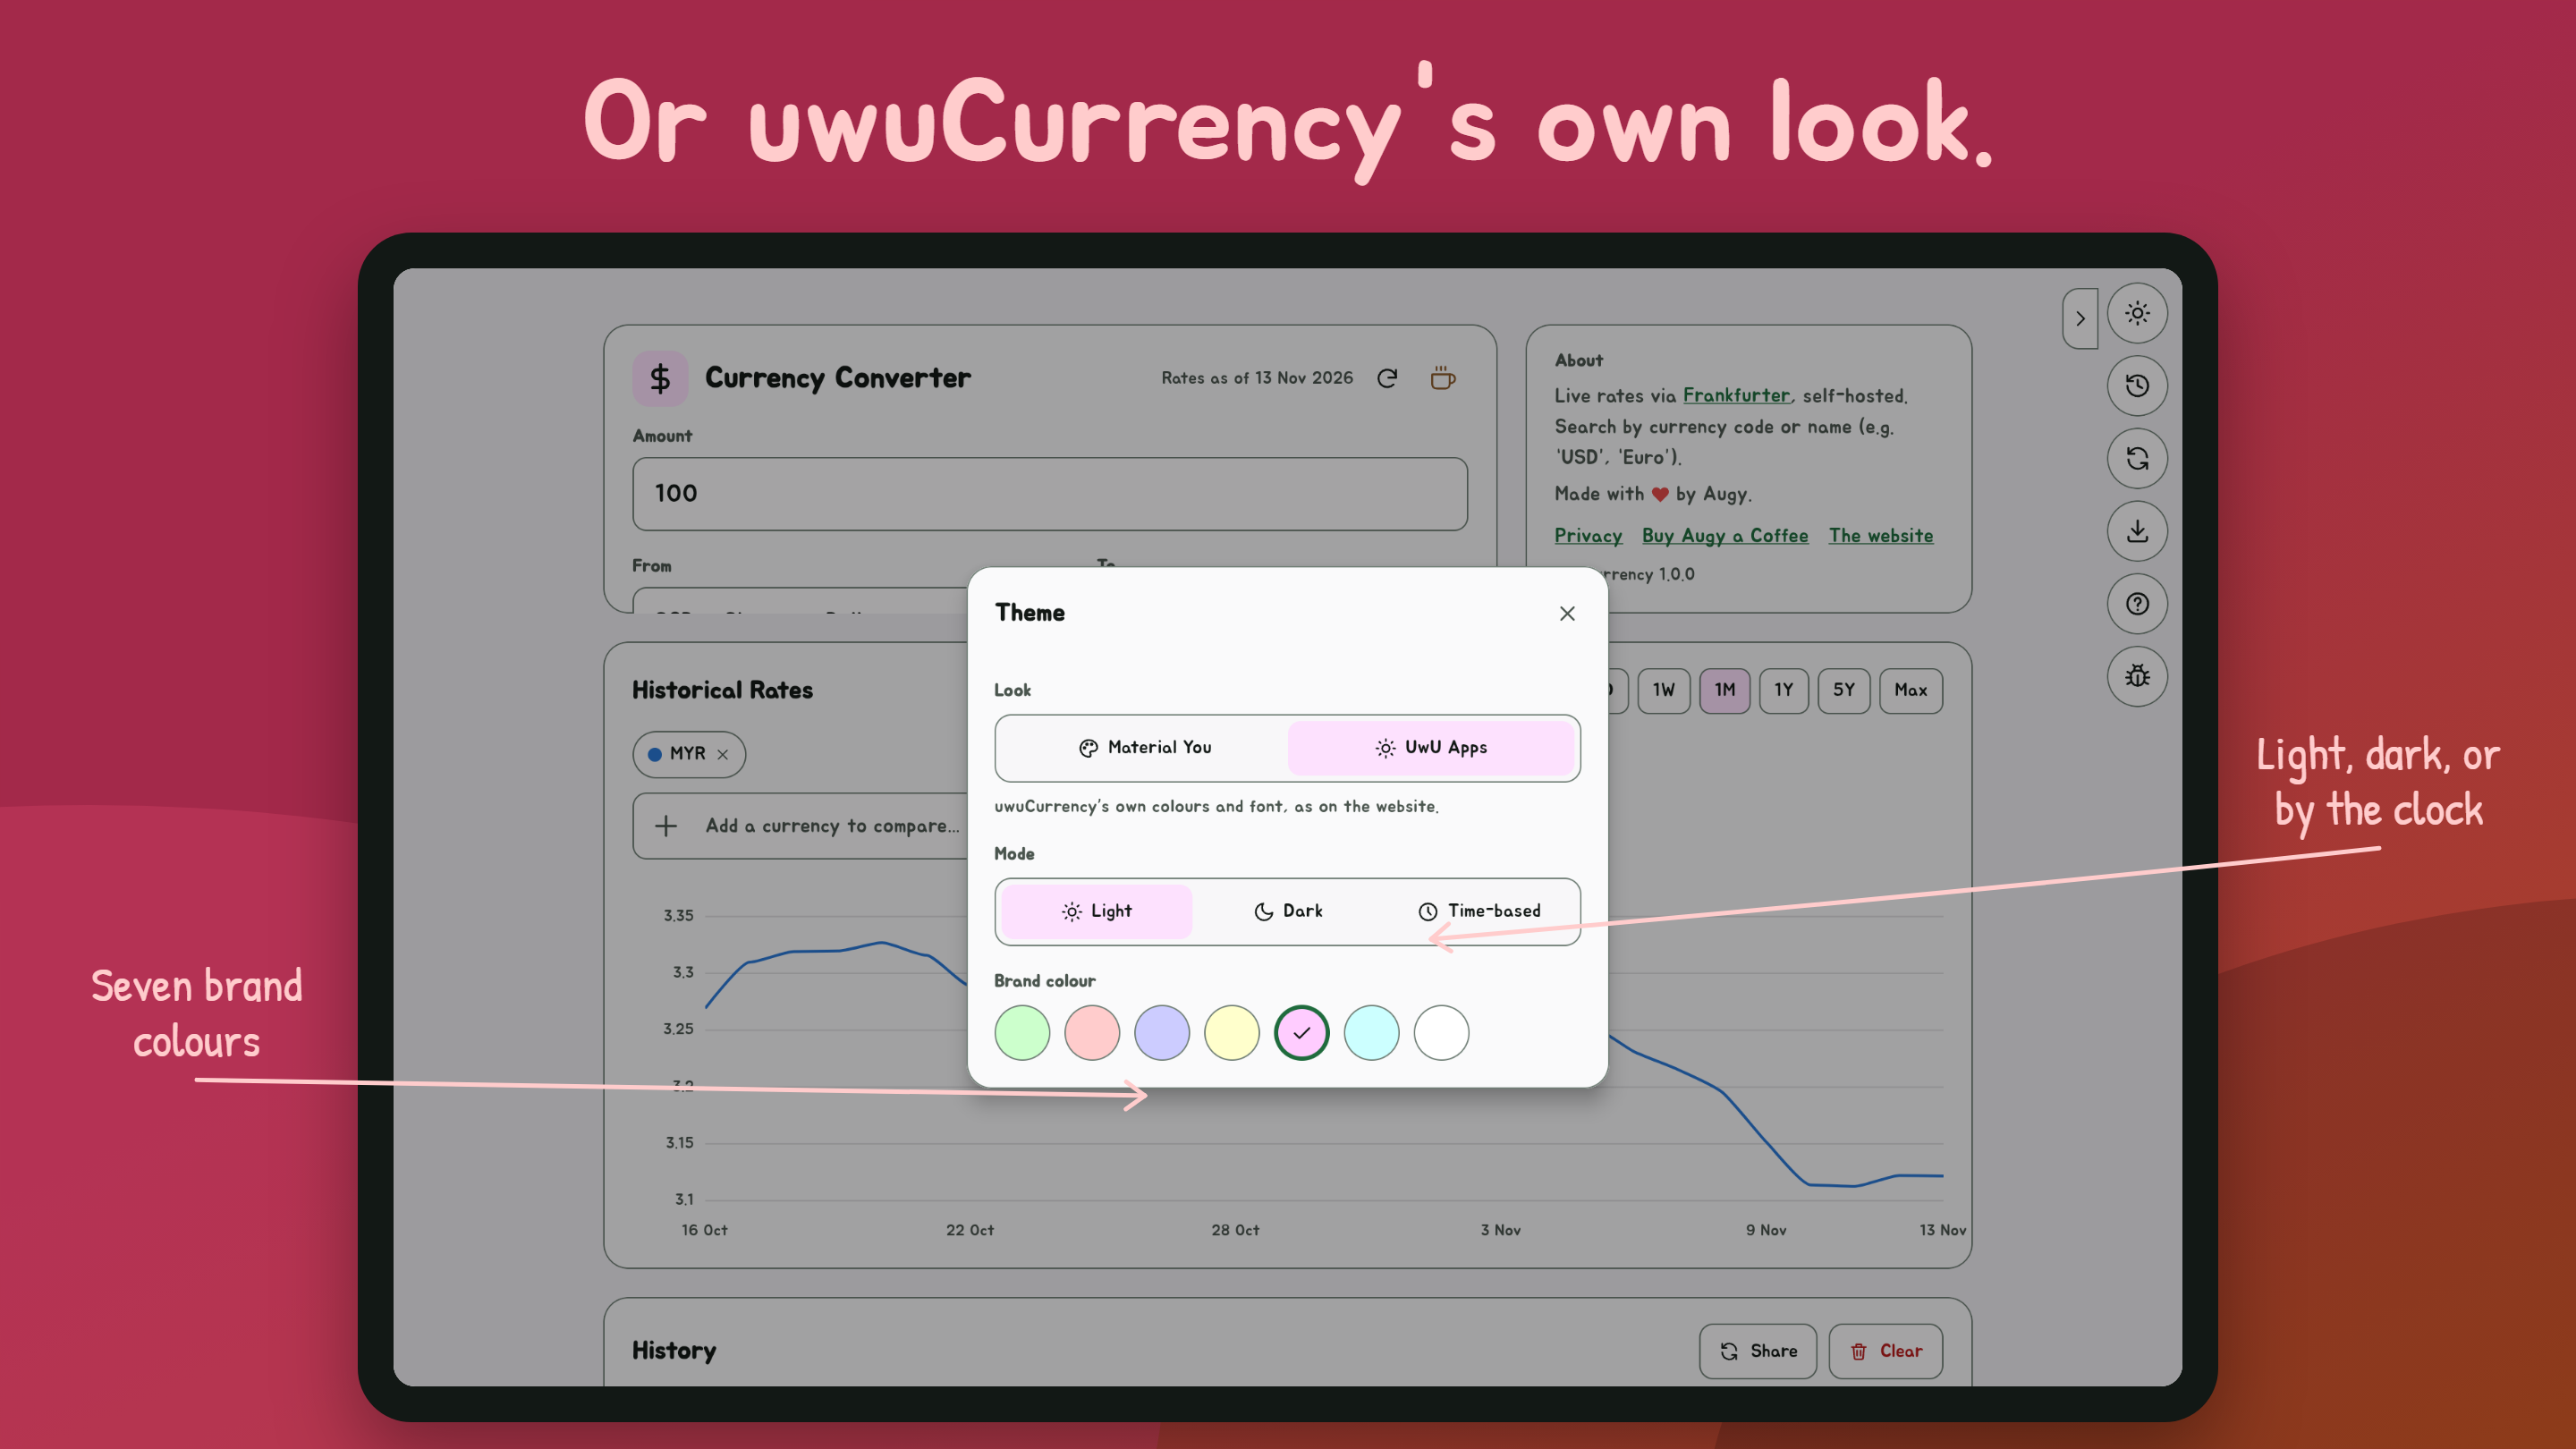 Or uwuCurrency's own look.
Currency Converter
Rates as of 13 Nov 2026
Amount
100
From
About
Live rates via Frankfurter, self-hosted.
Search by currency code or name (e.g.
'USD', 'Euro').
Made with ❤ by Augy.
Privacy Buy Augy a Coffee The website
1.0.0
Theme
Look
Material You
UwU Apps
uwuCurrency's own colours and font, as on the website.
Mode
Light
Dark
Time-based
Brand colour
Historical Rates
1W
1M
1Y
5Y
Max
MYR
Add a currency to compare...
3.35
3.3
3.25
3.2
3.15
3.1
16 Oct
22 Oct
28 Oct
3 Nov
9 Nov
13 Nov
History
Share
Clear
Seven brand
colours
Light, dark, or
by the clock